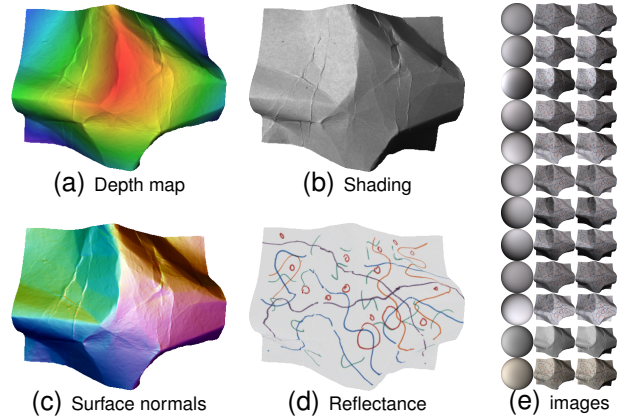 (a) Depth map
(b) Shading
(c) Surface normals
(d) Reflectance
(e) images